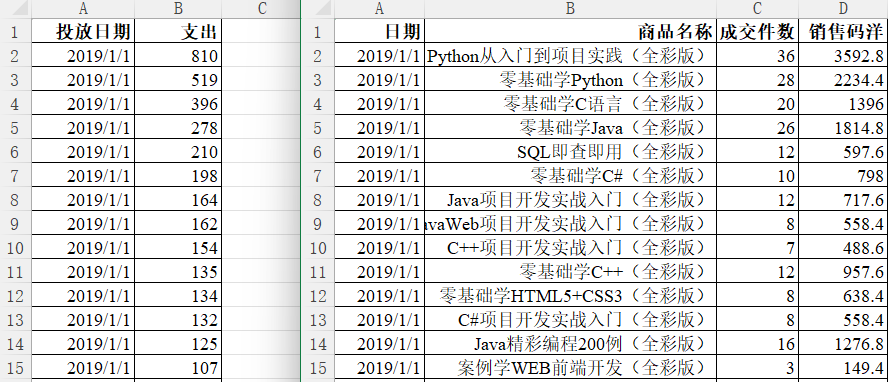 A B C
1 投放日期 支出
2 2019/1/1 810
3 2019/1/1 519
4 2019/1/1 396
5 2019/1/1 278
6 2019/1/1 210
7 2019/1/1 198
8 2019/1/1 164
9 2019/1/1 162
10 2019/1/1 154
11 2019/1/1 135
12 2019/1/1 134
13 2019/1/1 132
14 2019/1/1 125
15 2019/1/1 107
A B C D
1 日期 商品名称 成交件数 销售码洋
2 2019/1/1 Python从入门到项目实践（全彩版） 36 3592.8
3 2019/1/1 零基础学Python（全彩版） 28 2234.4
4 2019/1/1 零基础学C语言（全彩版） 20 1396
5 2019/1/1 零基础学Java（全彩版） 26 1814.8
6 2019/1/1 SQL即查即用（全彩版） 12 597.6
7 2019/1/1 零基础学C#（全彩版） 10 798
8 2019/1/1 Java项目开发实战入门（全彩版） 12 717.6
9 2019/1/1 avaWeb项目开发实战入门（全彩版） 8 558.4
10 2019/1/1 C++项目开发实战入门（全彩版） 7 488.6
11 2019/1/1 零基础学C++（全彩版） 12 957.6
12 2019/1/1 零基础学HTML5+CSS3（全彩版） 8 638.4
13 2019/1/1 C#项目开发实战入门（全彩版） 8 558.4
14 2019/1/1 Java精彩编程200例（全彩版） 16 1276.8
15 2019/1/1 案例学WEB前端开发（全彩版） 3 149.4